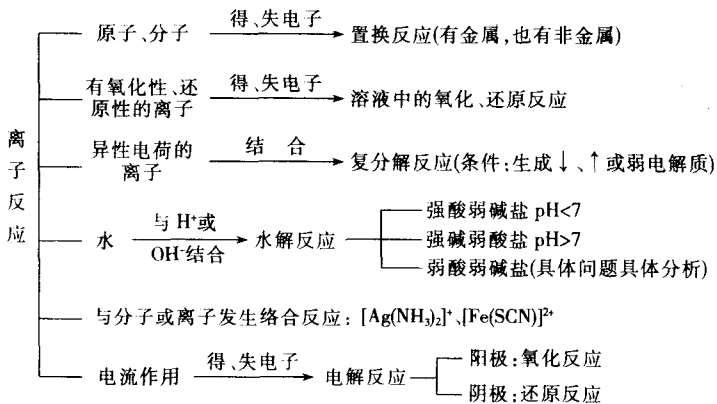 离子反应
原子、分子 得、失电子 置换反应(有金属,也有非金属)
有氧化性、还
原性的离子 得、失电子 溶液中的氧化、还原反应
异性电荷的
离子 结合 复分解反应(条件:生成↓、↑或弱电解质)
水 与H⁺或
OH⁻结合 水解反应
强酸弱碱盐 pH<7
强碱弱酸盐 pH>7
弱酸弱碱盐(具体问题具体分析)
与分子或离子发生络合反应:[Ag(NH₃)₂]⁺、[Fe(SCN)]²⁺
电流作用 得、失电子 电解反应
阳极:氧化反应
阴极:还原反应